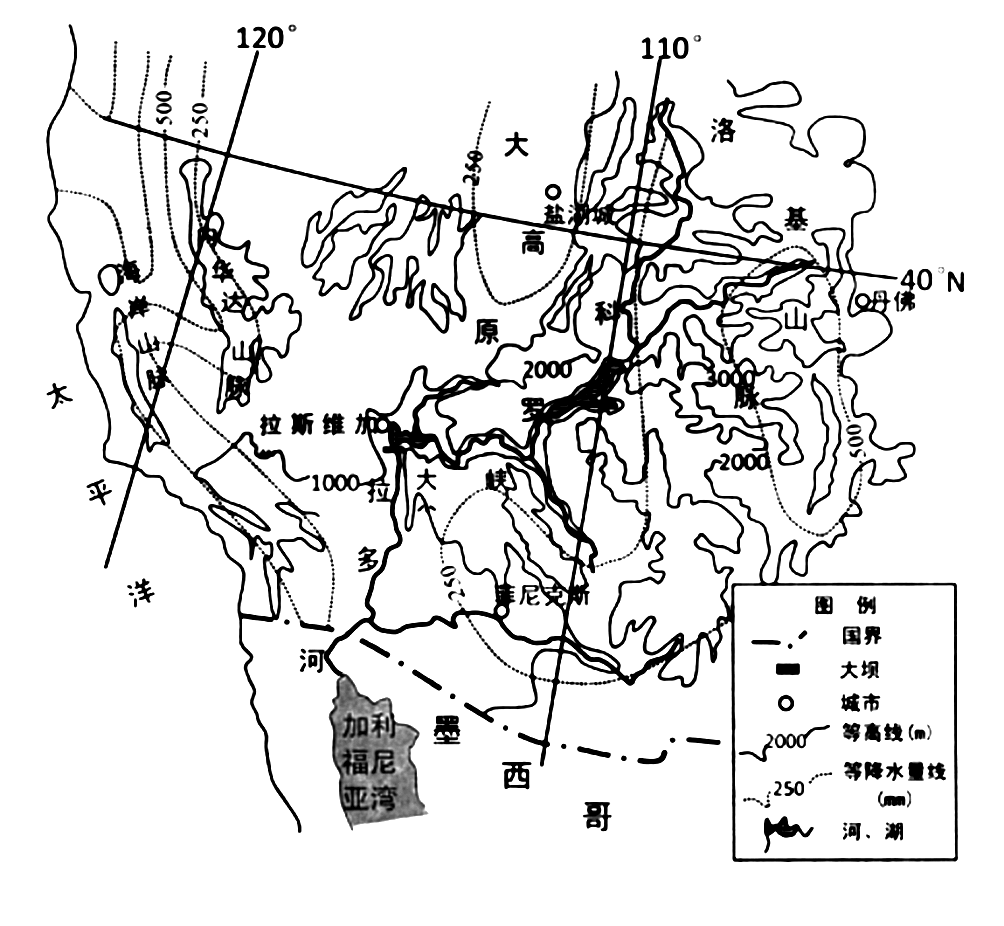 120°
110°
500
250
250
大
高
原
洛
基
山
脉
盐湖城
40°N
丹佛
海
岸
山
脉
华
达
山
脉
科
罗
拉
多
河
2000
3000
2000
500
拉斯维加
1000
大
峡
太
平
洋
250
菲尼克斯
加利
福尼
亚湾
墨
西
哥
图 例
国界
大坝
城市
2000 等高线(m)
250 等降水量线
(mm)
河、湖